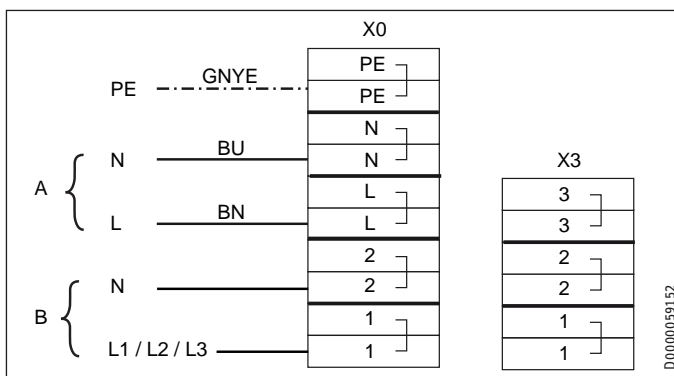 X0
PE
PE GNYE
PE
N
A N BU N X3
L 3
L BN L 3
2 2
N 2 2
B
1 1
L1 / L2 / L3 1 1
D0000059152